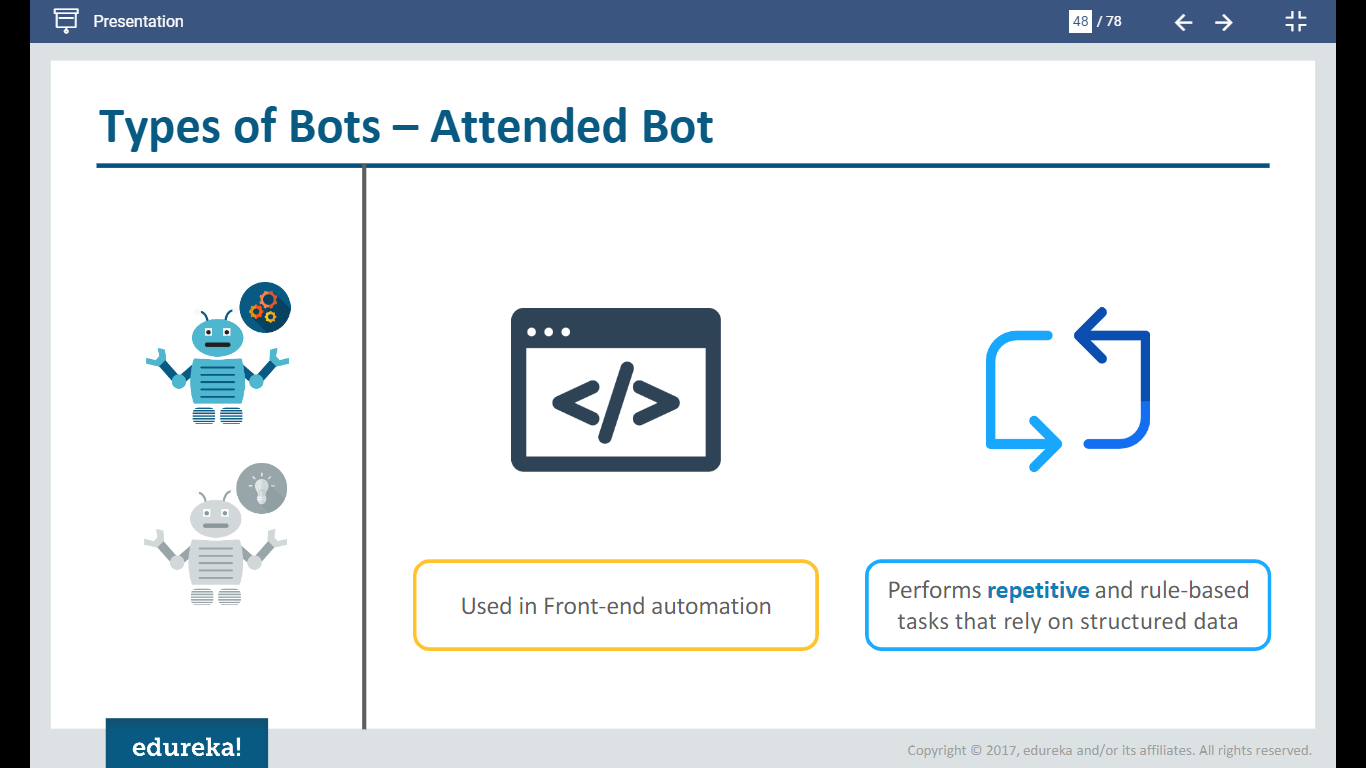 Presentation
48 / 78
Types of Bots – Attended Bot
</>
Used in Front-end automation
Performs repetitive and rule-based
tasks that rely on structured data
edureka!
Copyright © 2017, edureka and/or its affiliates. All rights reserved.